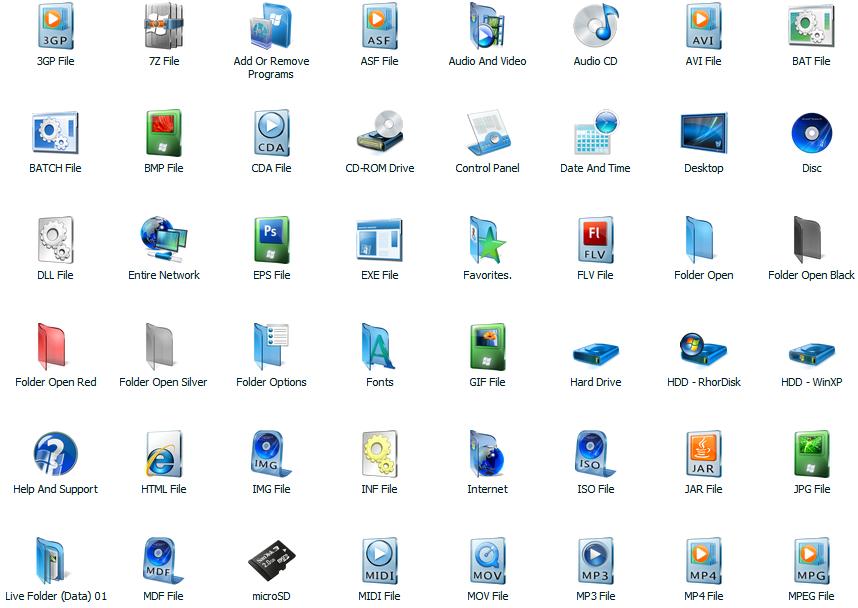 3GP ASF AVI
3GP File 7Z File Add Or Remove ASF File Audio And Video Audio CD AVI File BAT File
Programs
CDA
BATCH File BMP File CDA File CD-ROM Drive Control Panel Date And Time Desktop Disc
Ps Fl
FLV
DLL File Entire Network EPS File EXE File Favorites. FLV File Folder Open Folder Open Black
A
Folder Open Red Folder Open Silver Folder Options Fonts GIF File Hard Drive HDD - RhorDisk HDD - WinXP
? e IMG ISO JAR
Help And Support HTML File IMG File INF File Internet ISO File JAR File JPG File
SanDisk
2.0GB
MDF MIDI MOV MP3 MP4 MPG
Live Folder (Data) 01 MDF File microSD MIDI File MOV File MP3 File MP4 File MPEG File